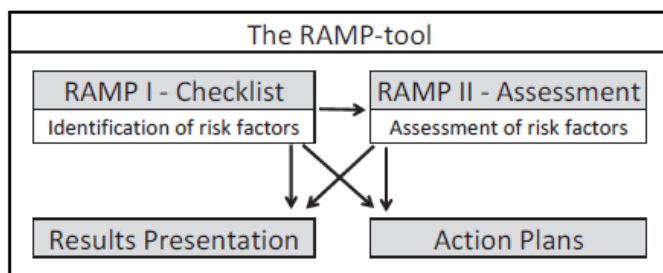 The RAMP-tool
RAMP I - Checklist
Identification of risk factors
RAMP II - Assessment
Assessment of risk factors
Results Presentation
Action Plans